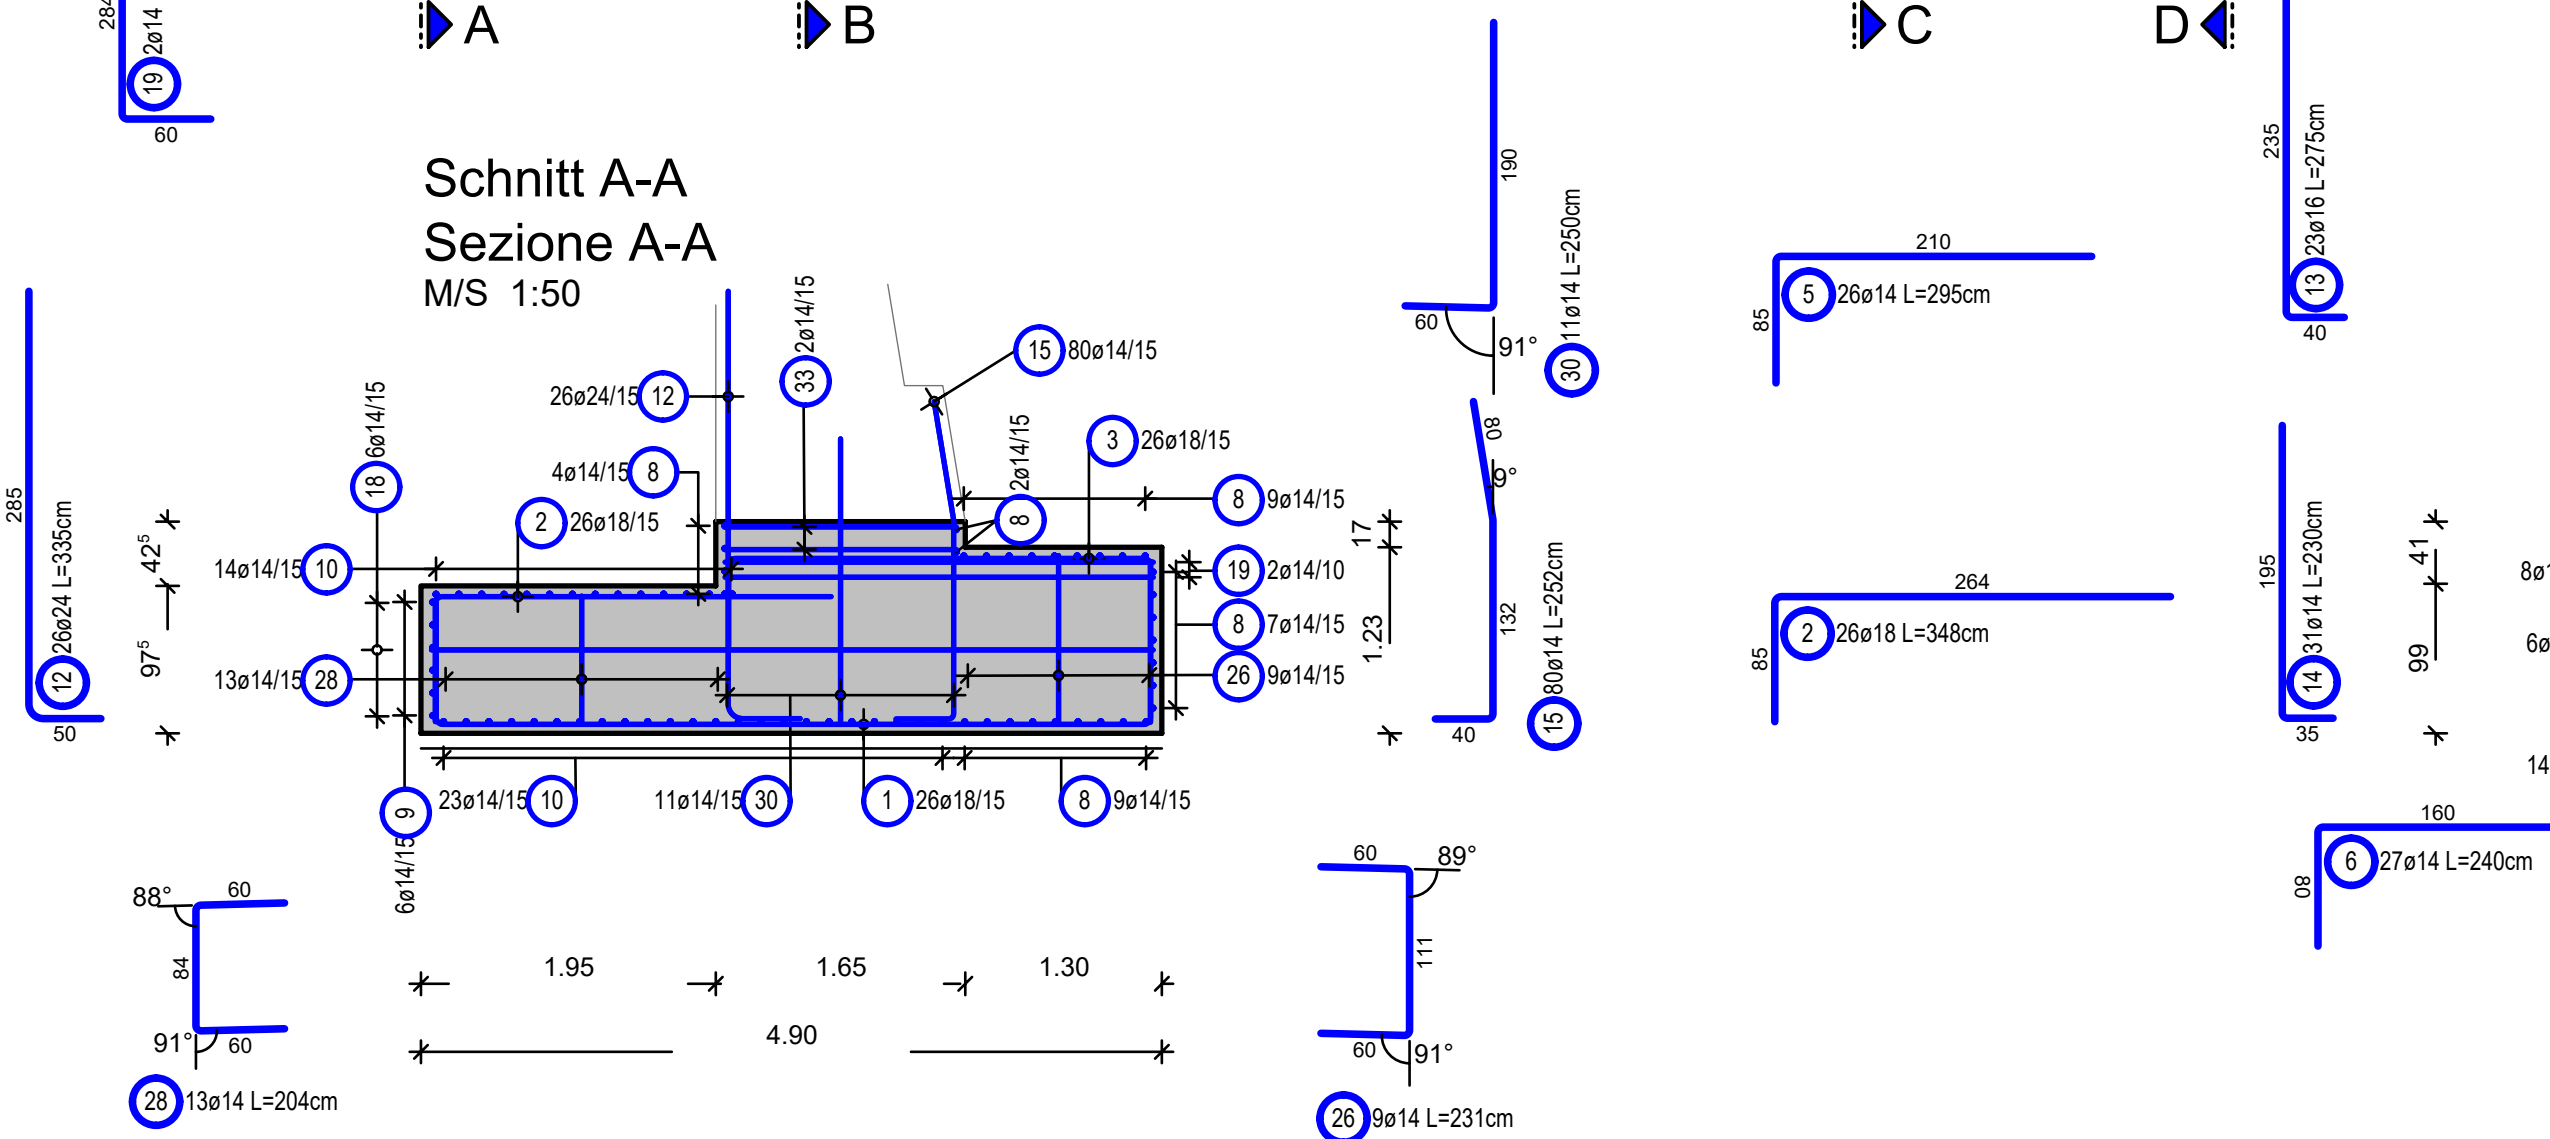 A
B
C
D
284
19
2ø14
60
Schnitt A-A
Sezione A-A
M/S 1:50
190
60
91°
30
11ø14 L=250cm
210
85
5
26ø14 L=295cm
235
13
23ø16 L=275cm
40
285
12
26ø24 L=335cm
50
42⁵
97⁵
18
6ø14/15
26ø24/15
12
33
2ø14/15
15
80ø14/15
4ø14/15
8
2
26ø18/15
2ø14/15
8
3
26ø18/15
8
9ø14/15
14ø14/15
10
19
2ø14/10
8
7ø14/15
13ø14/15
28
26
9ø14/15
17
1.23
80
9°
132
40
15
80ø14 L=252cm
264
85
2
26ø18 L=348cm
195
14
31ø14 L=230cm
35
41
99
6ø
14
9
6ø14/15
23ø14/15
10
11ø14/15
30
1
26ø18/15
8
9ø14/15
160
80
6
27ø14 L=240cm
88°
60
84
91°
60
28
13ø14 L=204cm
1.95
1.65
1.30
4.90
60
89°
111
60
91°
26
9ø14 L=231cm